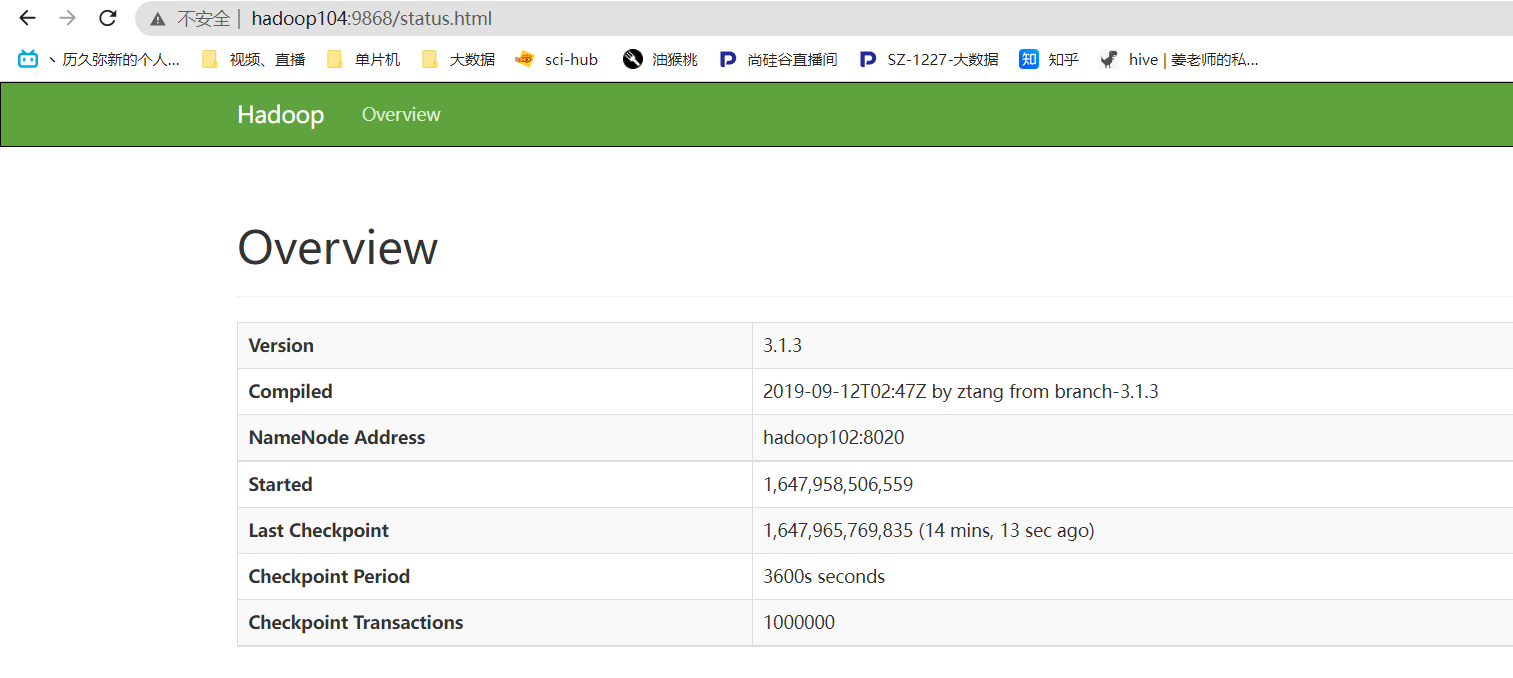 不安全 | hadoop104:9868/status.html
、历久弥新的个人... 视频、直播 单片机 大数据 sci-hub 油猴桃 尚硅谷直播间 SZ-1227-大数据 知 知乎 hive | 姜老师的私...
Hadoop Overview
Overview
Version 3.1.3
Compiled 2019-09-12T02:47Z by ztang from branch-3.1.3
NameNode Address hadoop102:8020
Started 1,647,958,506,559
Last Checkpoint 1,647,965,769,835 (14 mins, 13 sec ago)
Checkpoint Period 3600s seconds
Checkpoint Transactions 1000000